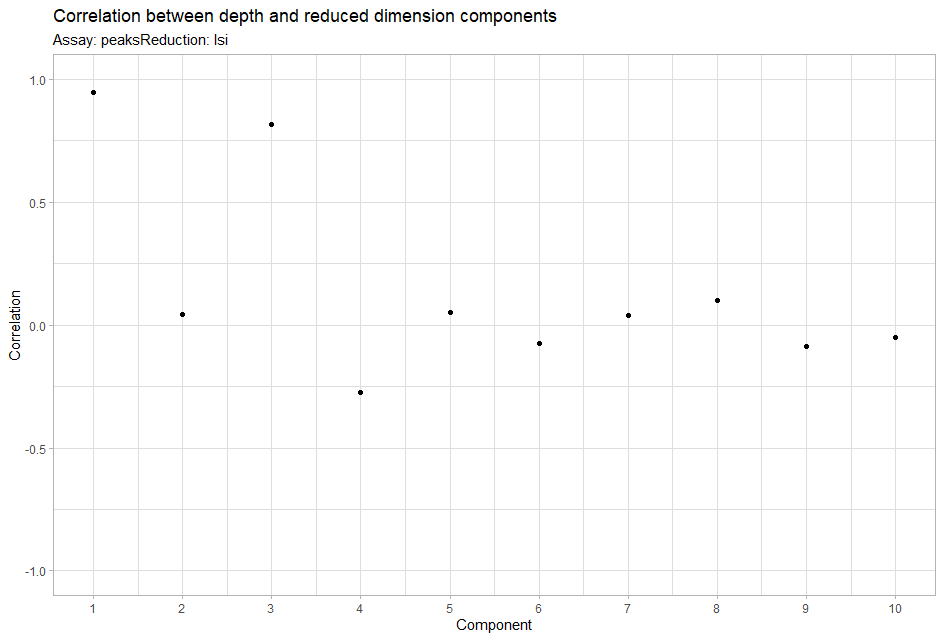 Correlation between depth and reduced dimension components
Assay: peaksReduction: lsi
1.0
0.5
0.0
-0.5
-1.0
Correlation
1 2 3 4 5 6 7 8 9 10
Component